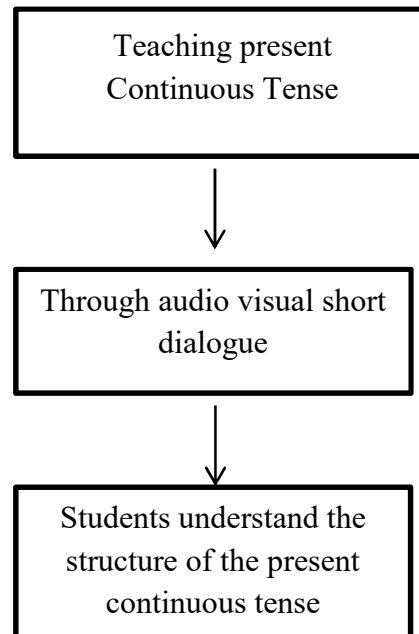 Teaching present
Continuous Tense
Through audio visual short
dialogue
Students understand the
structure of the present
continuous tense